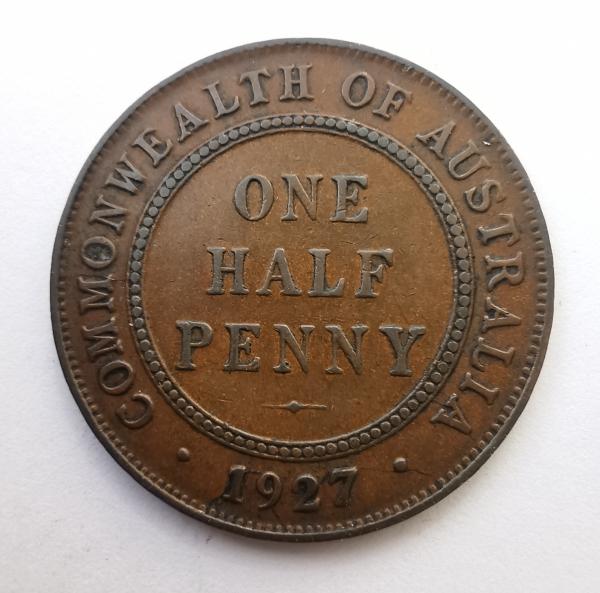 COMMONWEALTH OF AUSTRALIA
ONE
HALF
PENNY
1927